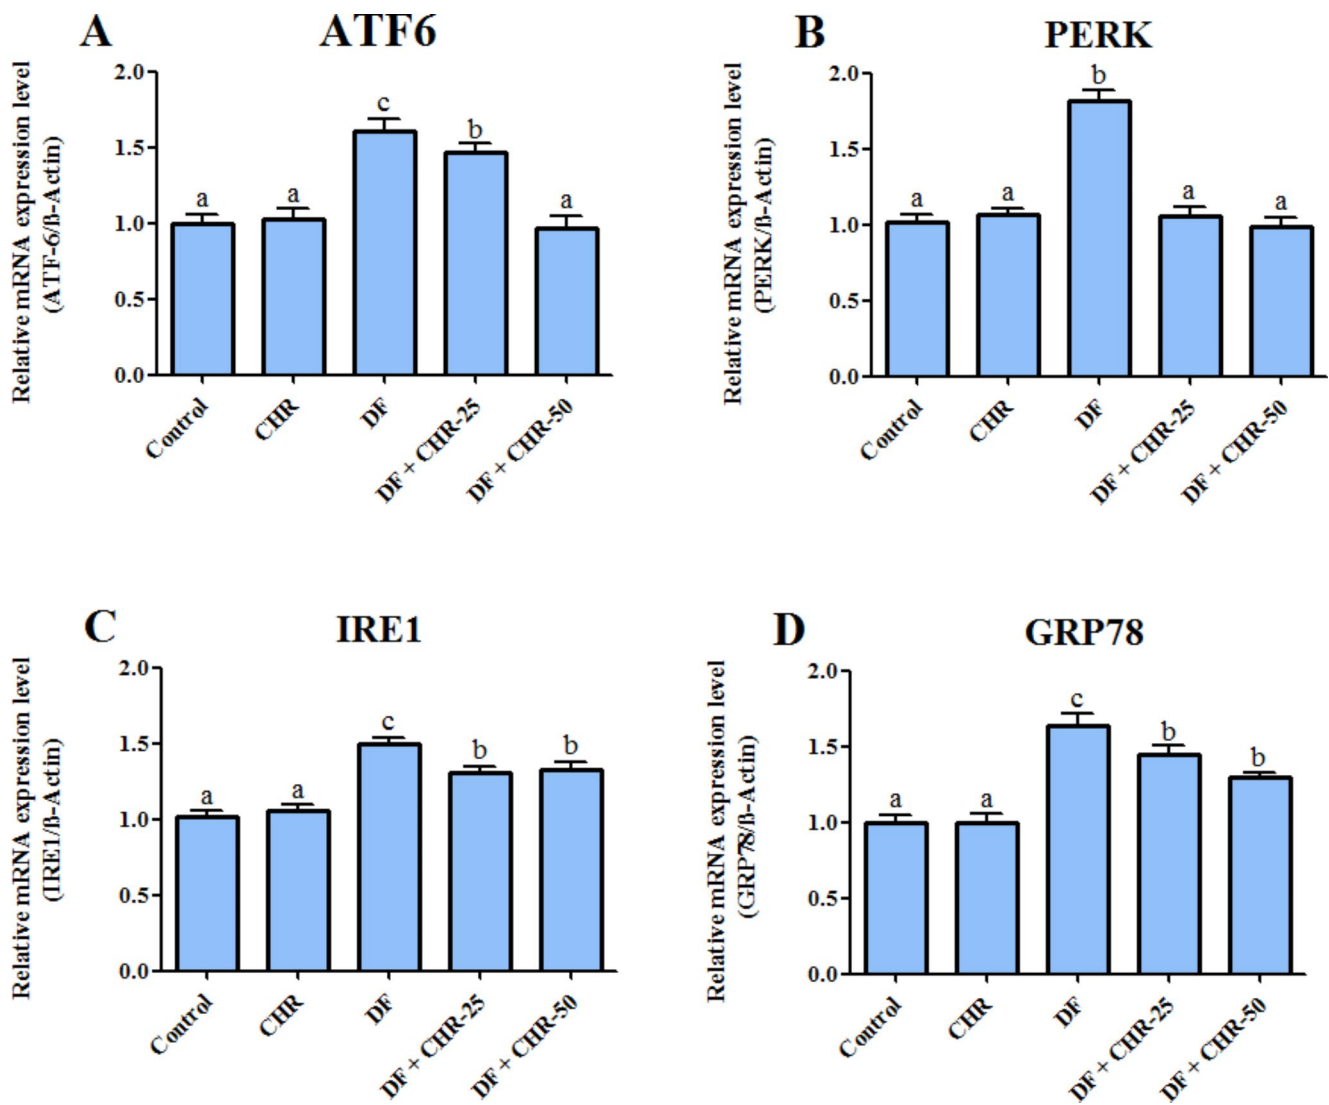 A
ATF6
Relative mRNA expression level
(ATF-6/ß-Actin)
2.0
1.5
1.0
0.5
0.0
a
a
c
b
a
Control
CHR
DF
DF + CHR-25
DF + CHR-50
B
PERK
Relative mRNA expression level
(PERK/ß-Actin)
2.0
1.5
1.0
0.5
0.0
a
a
b
a
a
Control
CHR
DF
DF + CHR-25
DF + CHR-50
C
IRE1
Relative mRNA expression level
(IRE1/ß-Actin)
2.0
1.5
1.0
0.5
0.0
a
a
c
b
b
Control
CHR
DF
DF + CHR-25
DF + CHR-50
D
GRP78
Relative mRNA expression level
(GRP78/ß-Actin)
2.0
1.5
1.0
0.5
0.0
a
a
c
b
b
Control
CHR
DF
DF + CHR-25
DF + CHR-50